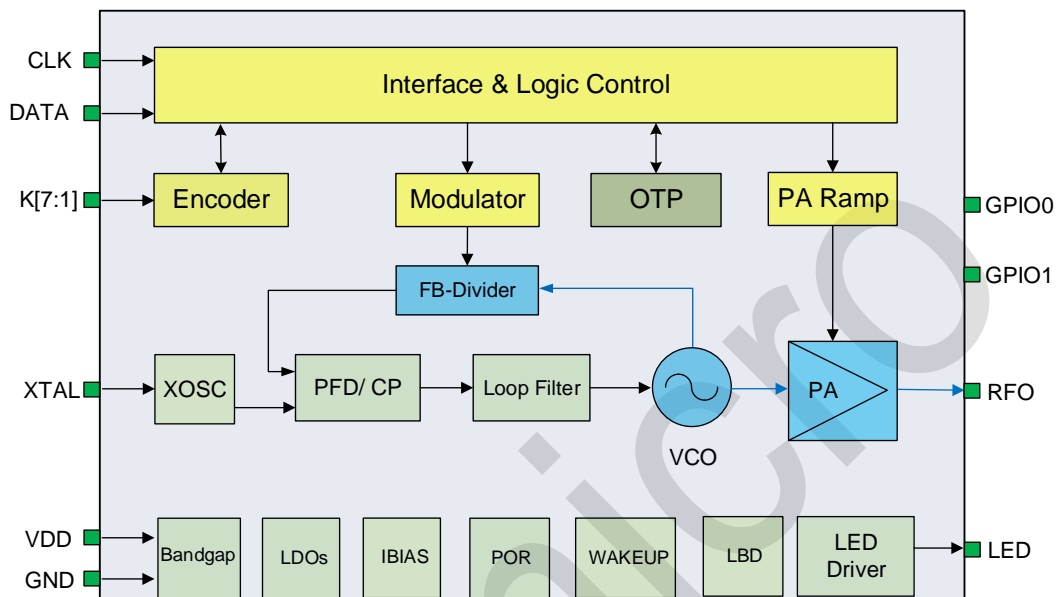 CLK
Interface & Logic Control
DATA
K[7:1]
Encoder
Modulator
OTP
PA Ramp
GPIO0
FB-Divider
GPIO1
XTAL
XOSC
PFD/ CP
Loop Filter
PA
RFO
VCO
VDD
GND
Bandgap
LDOs
IBIAS
POR
WAKEUP
LBD
LED
Driver
LED
micro